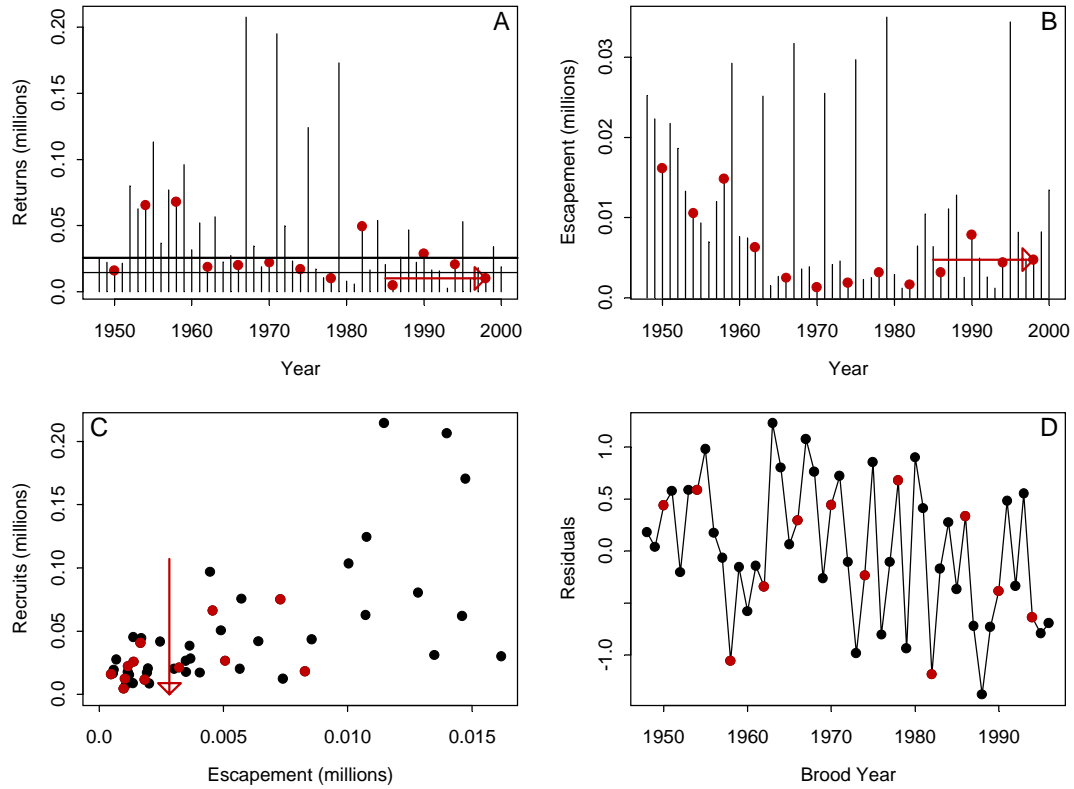 A
Returns (millions)
0.20
0.15
0.10
0.05
0.0
1950 1960 1970 1980 1990 2000
Year
B
Escapement (millions)
0.03
0.02
0.01
0.0
1950 1960 1970 1980 1990 2000
Year
C
Recruits (millions)
0.20
0.15
0.10
0.05
0.0
0.0 0.005 0.010 0.015
Escapement (millions)
D
Residuals
1.0
0.5
0.0
-1.0
1950 1960 1970 1980 1990
Brood Year